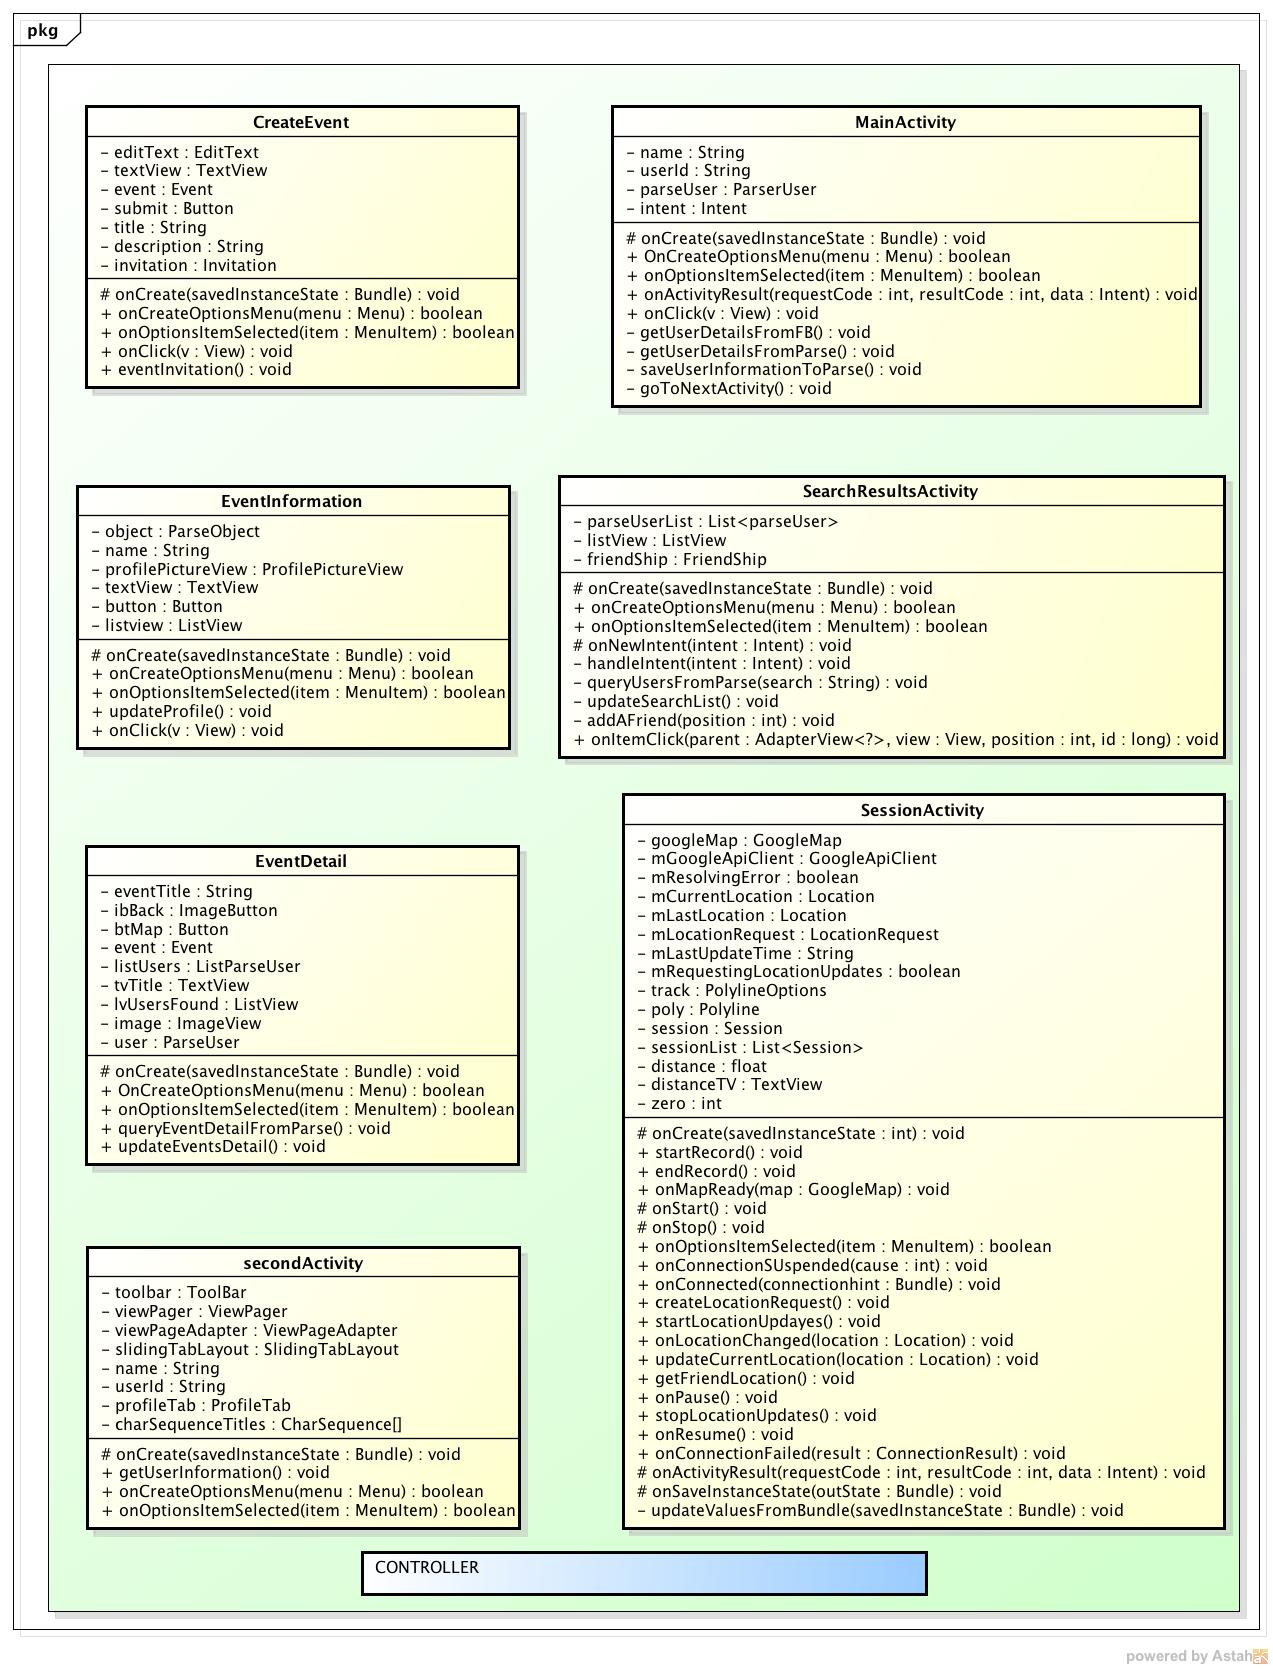 pkg
CreateEvent
- editText : EditText
- textView : TextView
- event : Event
- submit : Button
- title : String
- description : String
- invitation : Invitation
# onCreate(savedInstanceState : Bundle) : void
+ onCreateOptionsMenu(menu : Menu) : boolean
+ onOptionsItemSelected(item : MenuItem) : boolean
+ onClick(v : View) : void
+ eventInvitation() : void
MainActivity
- name : String
- userId : String
- parseUser : ParserUser
- intent : Intent
# onCreate(savedInstanceState : Bundle) : void
+ OnCreateOptionsMenu(menu : Menu) : boolean
+ onOptionsItemSelected(item : MenuItem) : boolean
+ onActivityResult(requestCode : int, resultCode : int, data : Intent) : void
+ onClick(v : View) : void
- getUserDetailsFromFB() : void
- getUserDetailsFromParse() : void
- saveUserInformationToParse() : void
- goToNextActivity() : void
EventInformation
- object : ParseObject
- name : String
- profilePictureView : ProfilePictureView
- textView : TextView
- button : Button
- listview : ListView
# onCreate(savedInstanceState : Bundle) : void
+ onCreateOptionsMenu(menu : Menu) : boolean
+ onOptionsItemSelected(item : MenuItem) : boolean
+ updateProfile() : void
+ onClick(v : View) : void
SearchResultsActivity
- parseUserList : List<parseUser>
- listView : ListView
- friendShip : FriendShip
# onCreate(savedInstanceState : Bundle) : void
+ onCreateOptionsMenu(menu : Menu) : boolean
+ onOptionsItemSelected(item : MenuItem) : boolean
# onNewIntent(intent : Intent) : void
- handleIntent(intent : Intent) : void
- queryUsersFromParse(search : String) : void
- updateSearchList() : void
- addAFriend(position : int) : void
+ onItemClick(parent : AdapterView<?>, view : View, position : int, id : long) : void
EventDetail
- eventTitle : String
- ibBack : ImageButton
- btMap : Button
- event : Event
- listUsers : ListParseUser
- tvTitle : TextView
- lvUsersFound : ListView
- image : ImageView
- user : ParseUser
# onCreate(savedInstanceState : Bundle) : void
+ OnCreateOptionsMenu(menu : Menu) : boolean
+ onOptionsItemSelected(item : MenuItem) : boolean
+ queryEventDetailFromParse() : void
+ updateEventsDetail() : void
SessionActivity
- googleMap : GoogleMap
- mGoogleApiClient : GoogleApiClient
- mResolvingError : boolean
- mCurrentLocation : Location
- mLastLocation : Location
- mLocationRequest : LocationRequest
- mLastUpdateTime : String
- mRequestingLocationUpdates : boolean
- track : PolylineOptions
- poly : Polyline
- session : Session
- sessionList : List<Session>
- distance : float
- distanceTV : TextView
- zero : int
# onCreate(savedInstanceState : int) : void
+ startRecord() : void
+ endRecord() : void
+ onMapReady(map : GoogleMap) : void
# onStart() : void
# onStop() : void
+ onOptionsItemSelected(item : MenuItem) : boolean
+ onConnectionSUspended(cause : int) : void
+ onConnected(connectionhint : Bundle) : void
+ createLocationRequest() : void
+ startLocationUpdayes() : void
+ onLocationChanged(location : Location) : void
+ updateCurrentLocation(location : Location) : void
+ getFriendLocation() : void
+ onPause() : void
+ stopLocationUpdates() : void
+ onResume() : void
+ onConnectionFailed(result : ConnectionResult) : void
# onActivityResult(requestCode : int, resultCode : int, data : Intent) : void
# onSaveInstanceState(outState : Bundle) : void
- updateValuesFromBundle(savedInstanceState : Bundle) : void
secondActivity
- toolbar : ToolBar
- viewPager : ViewPager
- viewPageAdapter : ViewPageAdapter
- slidingTabLayout : SlidingTabLayout
- name : String
- userId : String
- profileTab : ProfileTab
- charSequenceTitles : CharSequence[]
# onCreate(savedInstanceState : Bundle) : void
+ getUserInformation() : void
+ onCreateOptionsMenu(menu : Menu) : boolean
+ onOptionsItemSelected(item : MenuItem) : boolean
CONTROLLER
powered by Astah